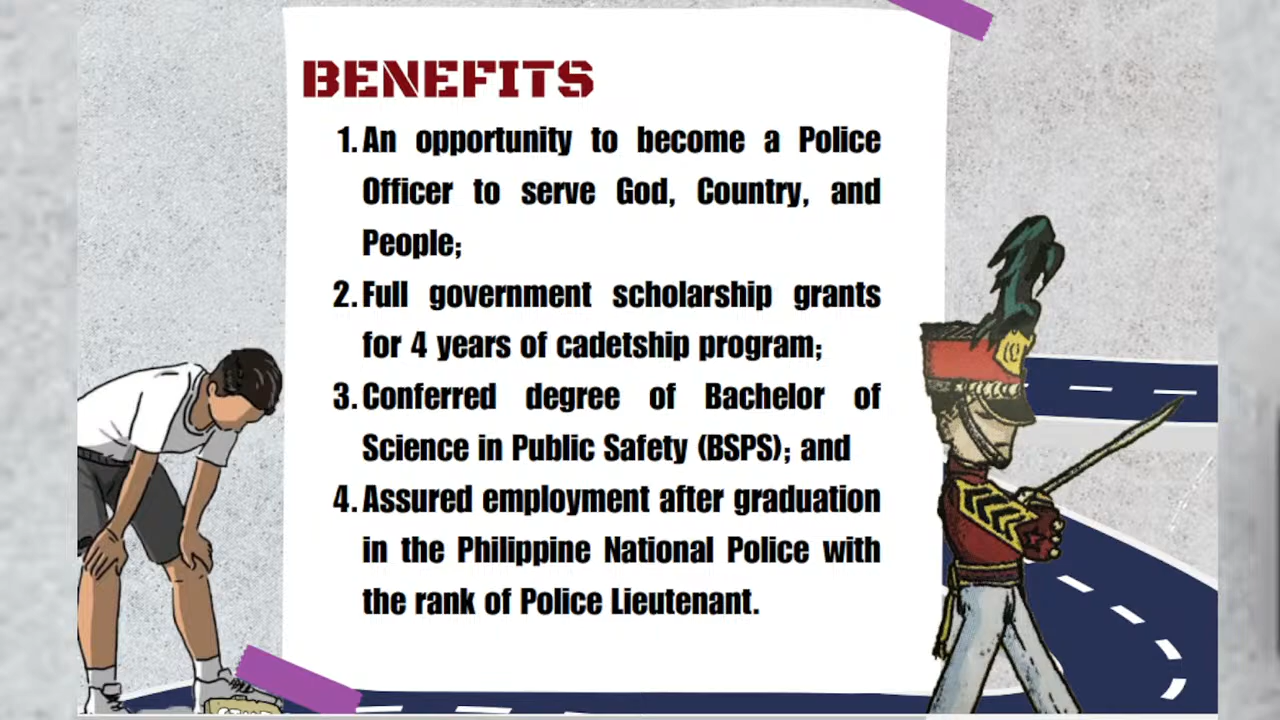 BENEFITS
1. An opportunity to become a Police
Officer to serve God, Country, and
People;
2. Full government scholarship grants
for 4 years of cadetship program;
3. Conferred degree of Bachelor of
Science in Public Safety (BSPS); and
4. Assured employment after graduation
in the Philippine National Police with
the rank of Police Lieutenant.